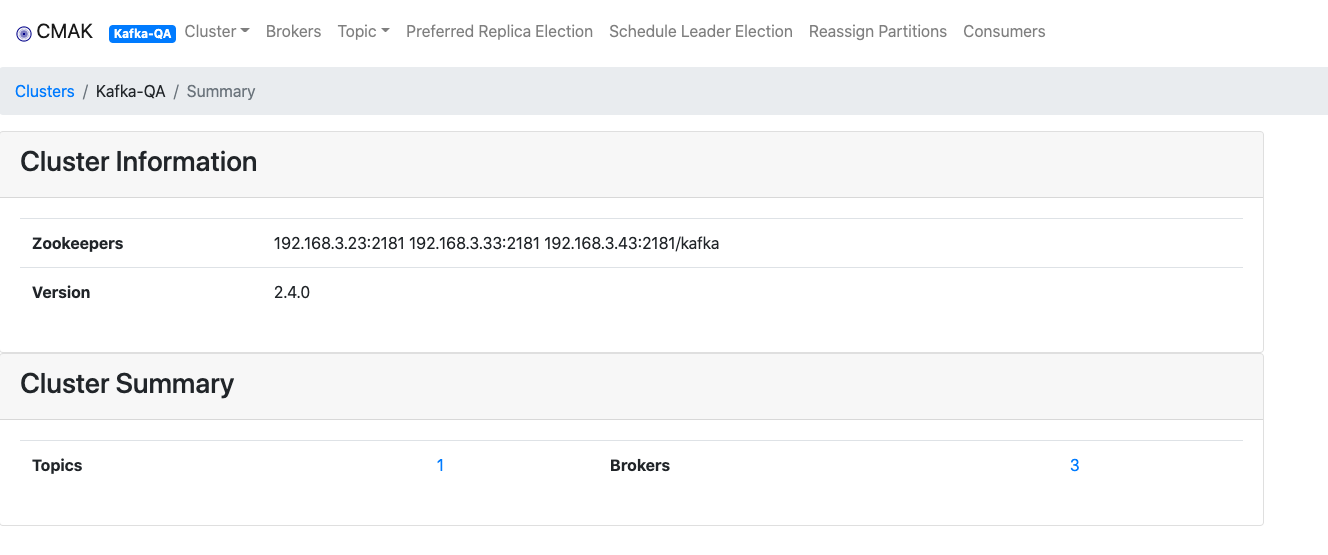 CMAK Kafka-QA Cluster Brokers Topic Preferred Replica Election Schedule Leader Election Reassign Partitions Consumers
Clusters / Kafka-QA / Summary
Cluster Information
Zookeepers 192.168.3.23:2181 192.168.3.33:2181 192.168.3.43:2181/kafka
Version 2.4.0
Cluster Summary
Topics 1 Brokers 3